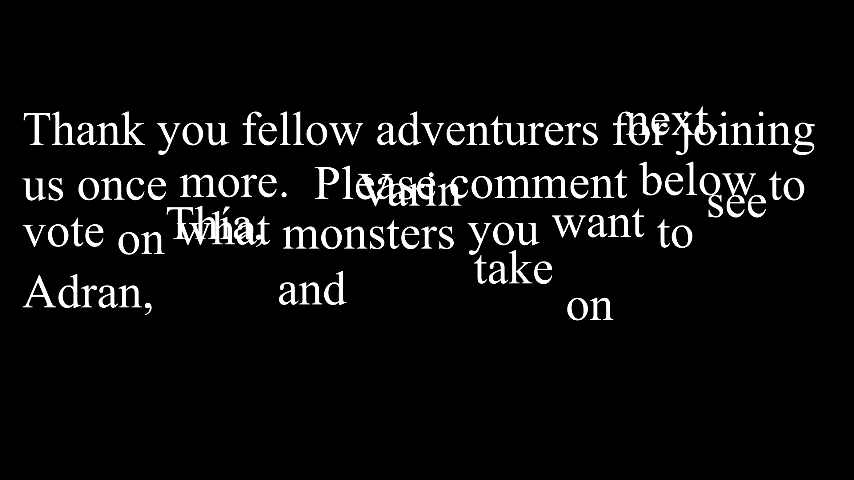 Thank you fellow adventurers for joining
us once more. Please comment below to
vote on what monsters you want to see
Adran, Thía, and Varin take on next.